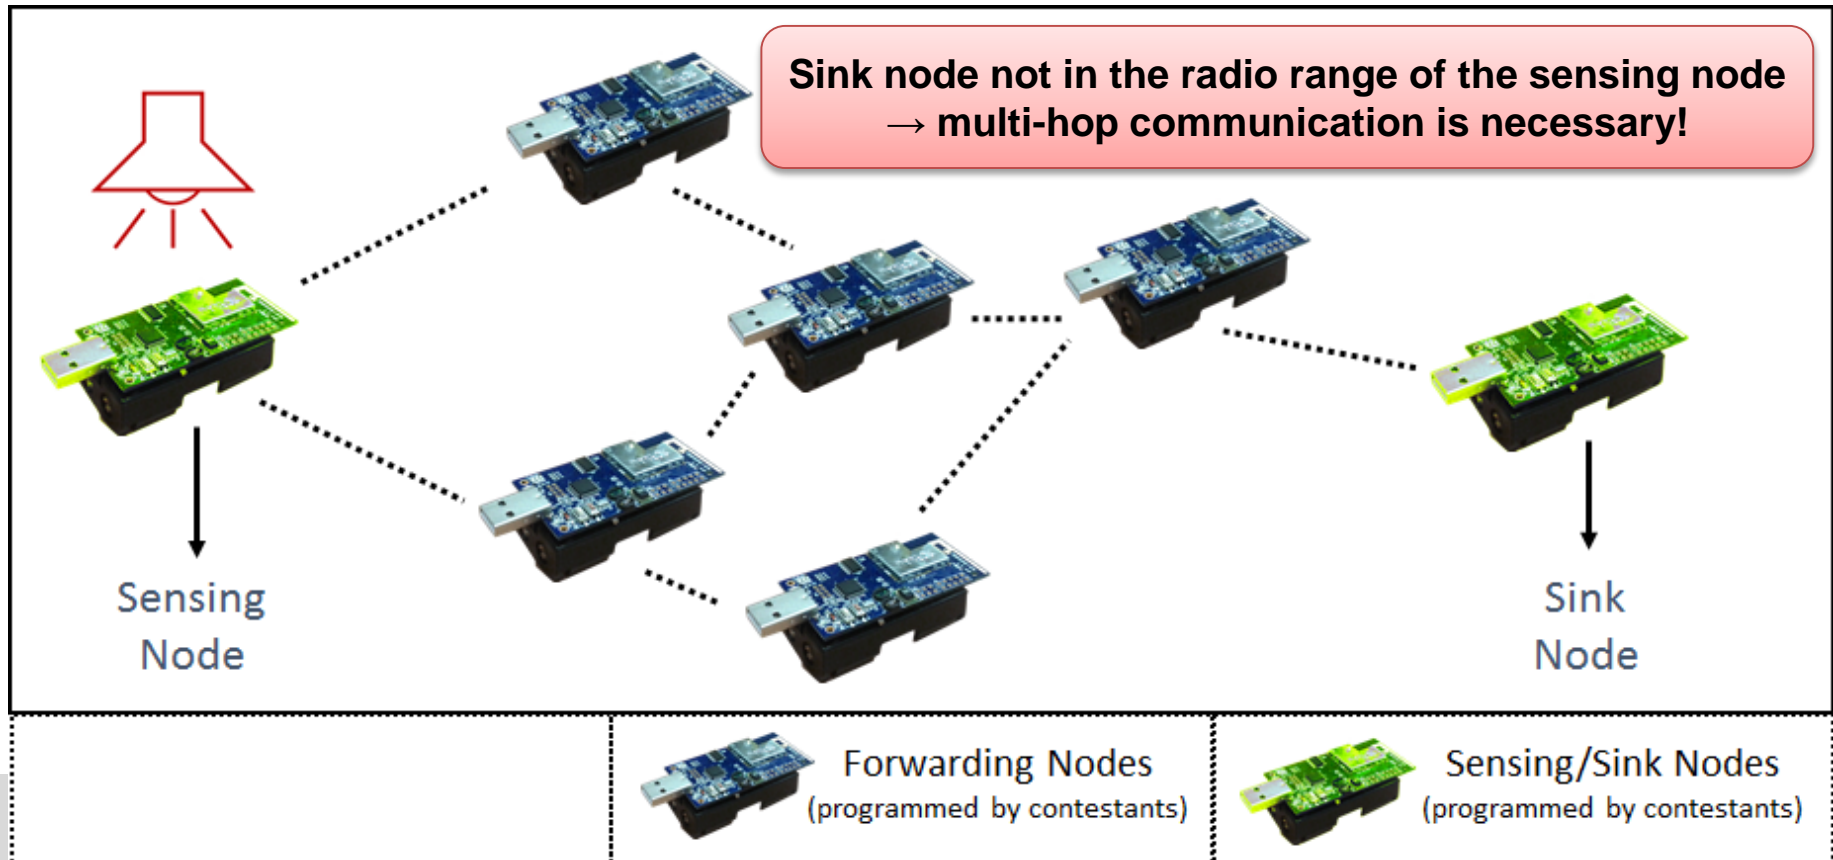 Sink node not in the radio range of the sensing node
→ multi-hop communication is necessary!
Sensing
Node
Sink
Node
Forwarding Nodes
(programmed by contestants)
Sensing/Sink Nodes
(programmed by contestants)